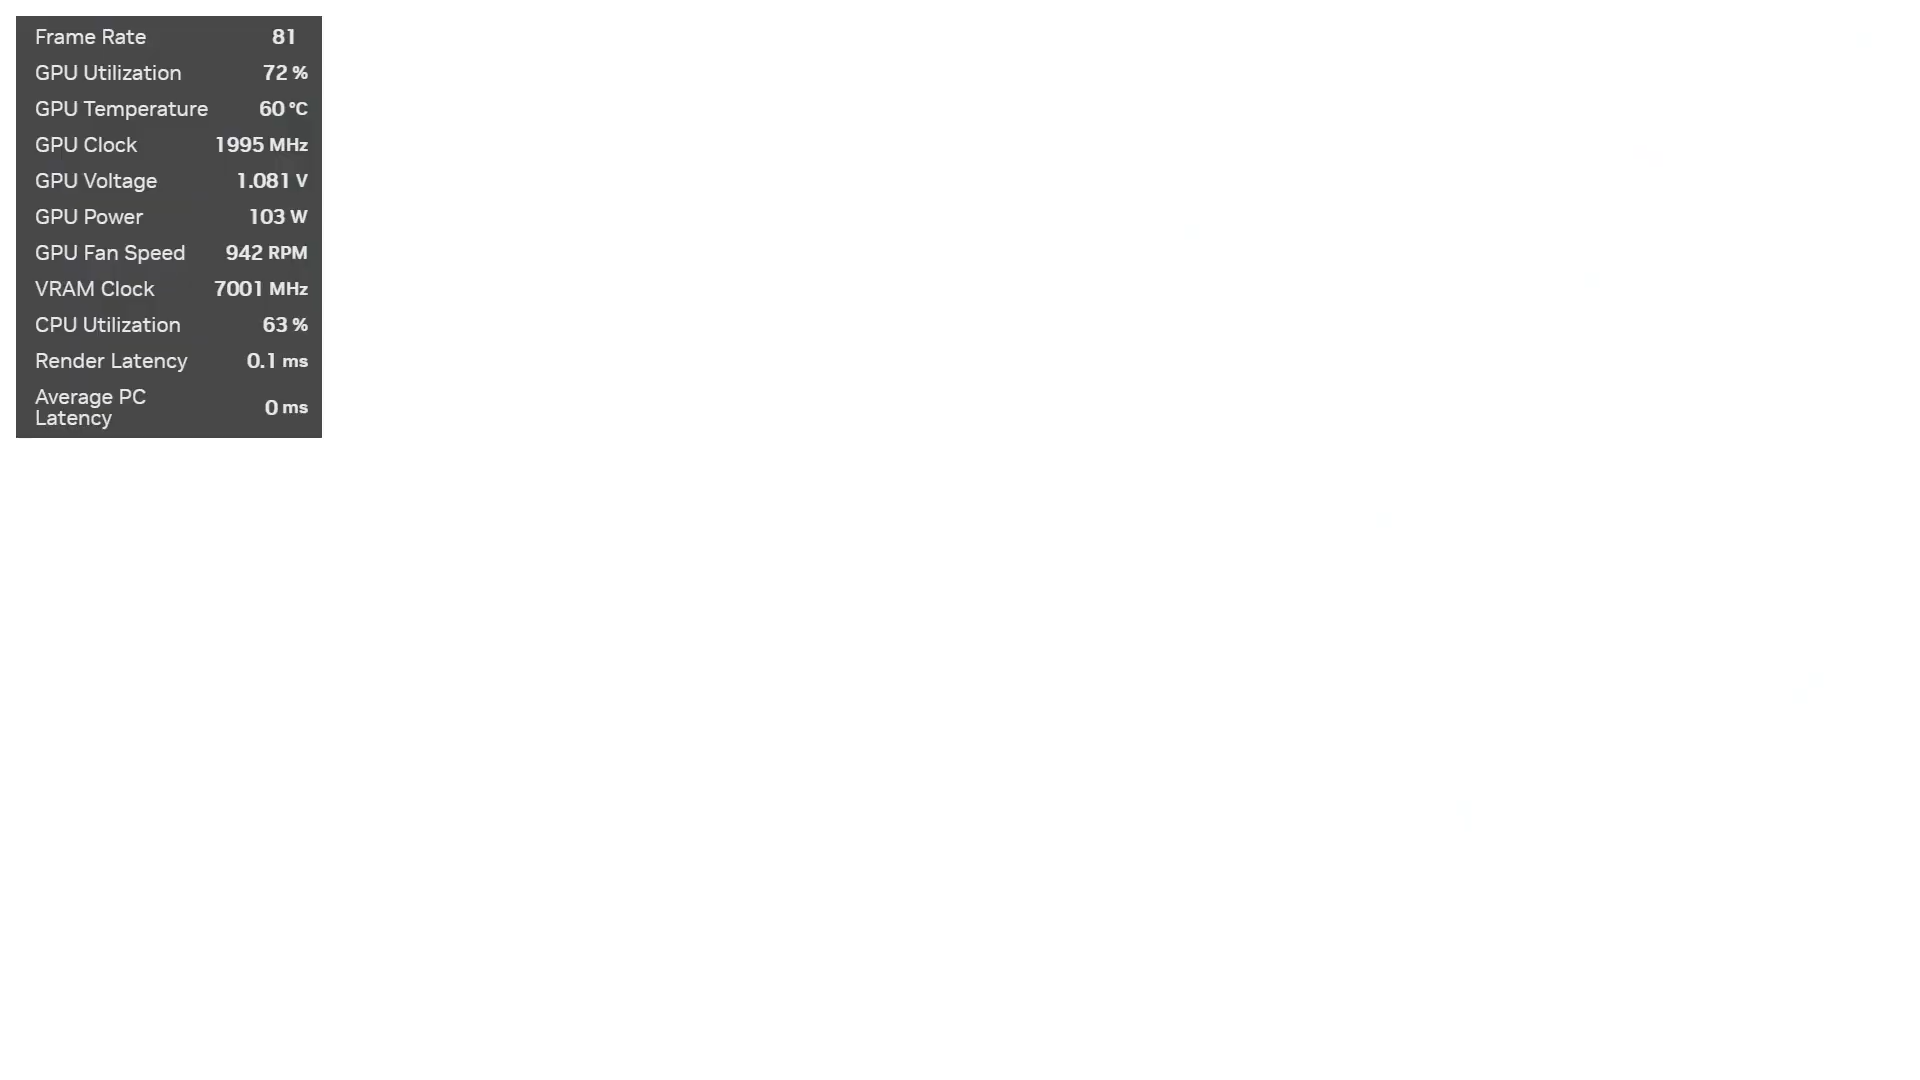 Frame Rate 81
GPU Utilization 72 %
GPU Temperature 60 °C
GPU Clock 1995 MHz
GPU Voltage 1.081 V
GPU Power 103 W
GPU Fan Speed 942 RPM
VRAM Clock 7001 MHz
CPU Utilization 63 %
Render Latency 0.1 ms
Average PC
Latency 0 ms